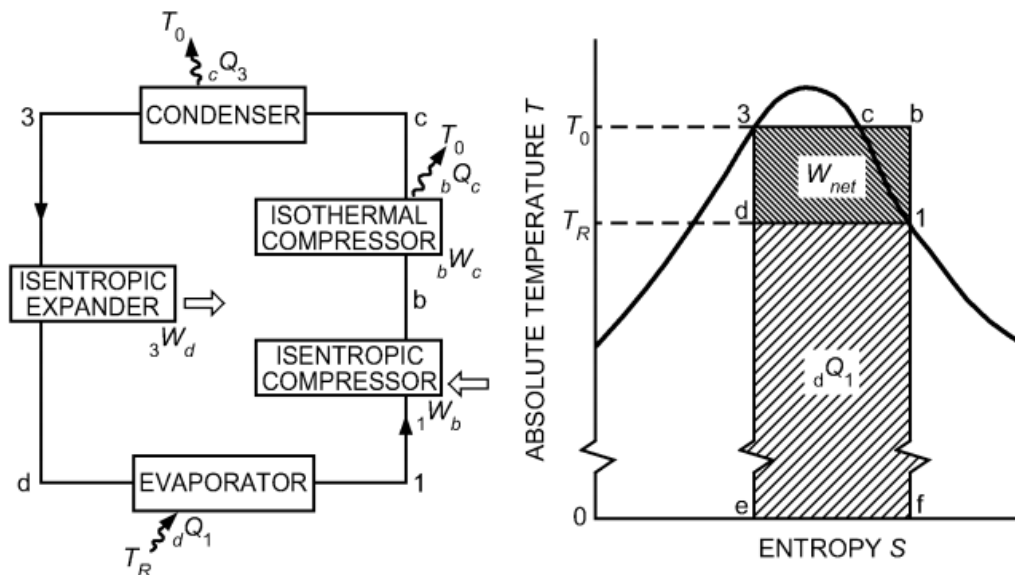 T0
cQ3
CONDENSER
3
c
T0
bQc
ISOTHERMAL
COMPRESSOR
bWc
ISENTROPIC
EXPANDER
3Wd
b
ISENTROPIC
COMPRESSOR
1Wb
d
EVAPORATOR
1
dQ1
TR
ABSOLUTE TEMPERATURE T
T0
3
c
b
Wnet
TR
d
1
dQ1
0
e
f
ENTROPY S